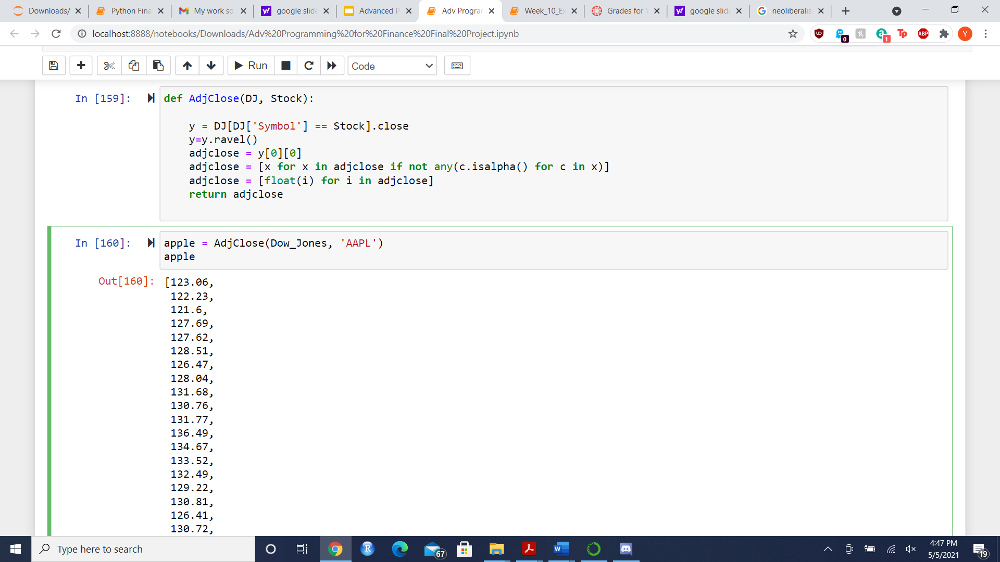 Downloads/
Python Fina
My work so
google slide
Advanced P
Adv Program
Week_10_Ex
Grades for Y
google slide
neoliberalis
localhost:8888/notebooks/Downloads/Adv%20Programming%20for%20Finance%20Final%20Project.ipynb
0
1
Tp
ABP
Y
Run
Code
In [159]:
def AdjClose(DJ, Stock):
y = DJ[DJ['Symbol'] == Stock].close
y=y.ravel()
adjclose = y[0][0]
adjclose = [x for x in adjclose if not any(c.isalpha() for c in x)]
adjclose = [float(i) for i in adjclose]
return adjclose
In [160]:
apple = AdjClose(Dow_Jones, 'AAPL')
apple
Out[160]:
[123.06,
122.23,
121.6,
127.69,
127.62,
128.51,
126.47,
128.04,
131.68,
130.76,
131.77,
136.49,
134.67,
133.52,
132.49,
129.22,
130.81,
126.41,
130.72,
Type here to search
67
4:47 PM
5/5/2021
19